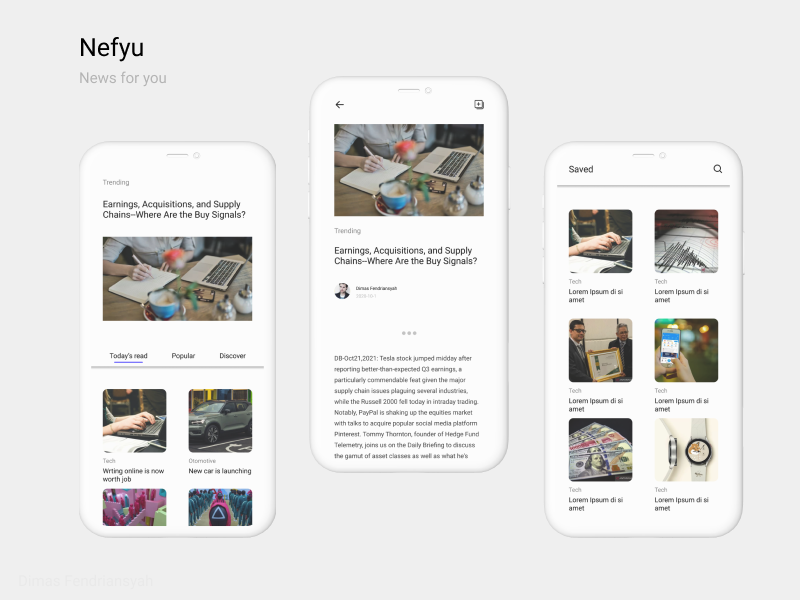 Nefyu
News for you
Trending
Earnings, Acquisitions, and Supply
Chains–Where Are the Buy Signals?
Today's read
Popular
Discover
Tech
Wrting online is now
worth job
Otomotive
New car is launching
Trending
Earnings, Acquisitions, and Supply
Chains–Where Are the Buy Signals?
Dimas Fendriansyah
DB-Oct21,2021: Tesla stock jumped midday after
reporting better-than-expected Q3 earnings, a
particularly commendable feat given the major
supply chain issues plaguing several industries,
while the Russell 2000 fell today in intraday trading.
Notably, PayPal is shaking up the equities market
with talks to acquire popular social media platform
Pinterest. Tommy Thornton, founder of Hedge Fund
Telemetry, joins us on the Daily Briefing to discuss
the gamut of asset classes as well as what he's
Saved
Tech
Lorem Ipsum di si
amet
Tech
Lorem Ipsum di si
amet
Tech
Lorem Ipsum di si
amet
Tech
Lorem Ipsum di si
amet
Tech
Lorem Ipsum di si
amet
Tech
Lorem Ipsum di si
amet
Dimas Fendriansyah